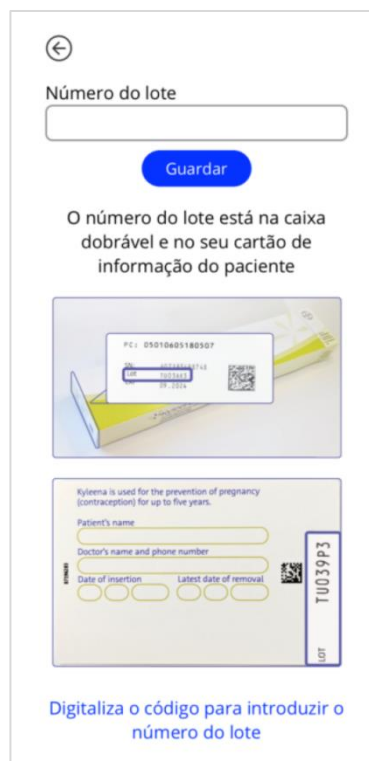 Número do lote
Guardar
O número do lote está na caixa
dobrável e no seu cartão de
informação do paciente
PC: 05010605180507
SN:
LOT
09.2024
Kyleena is used for the prevention of pregnancy
(contraception) for up to five years.
Patient's name
Doctor's name and phone number
Date of insertion Latest date of removal
LOT TU039P3
Digitaliza o código para introduzir o
número do lote